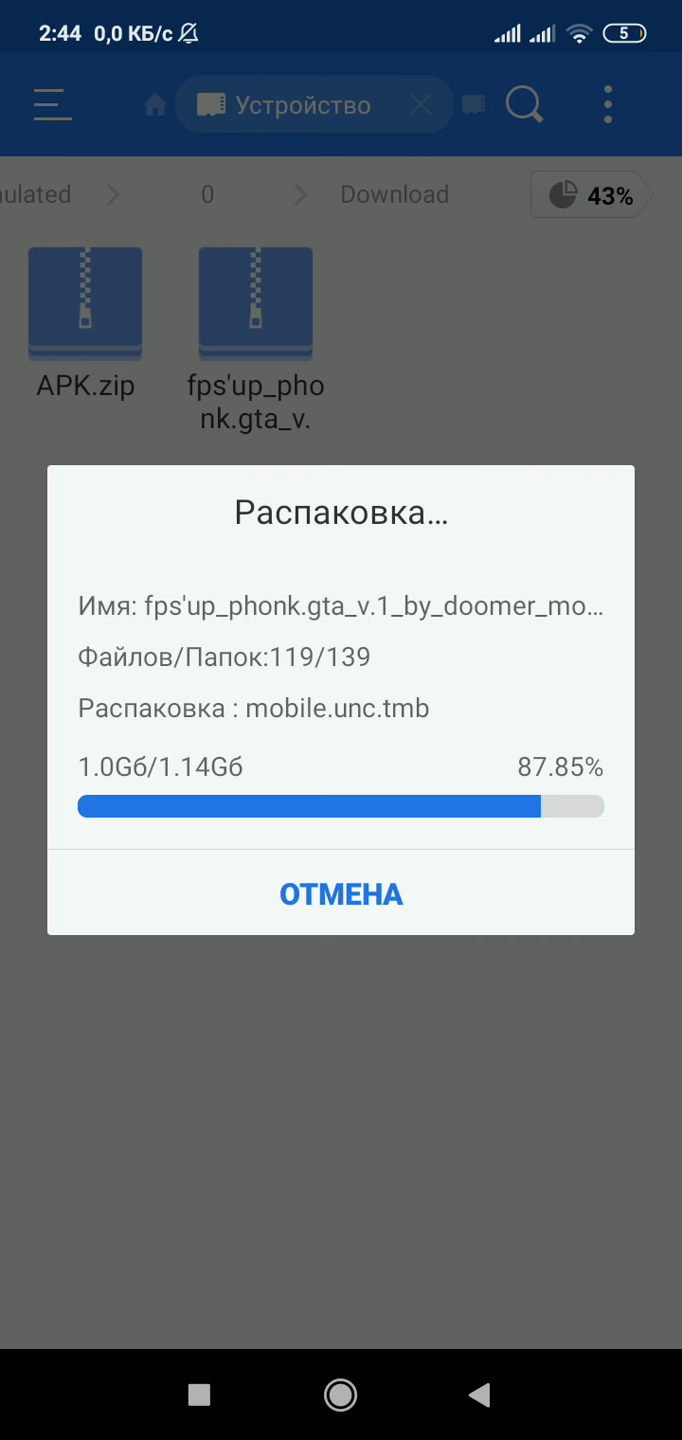 2:44 0,0 КБ/с
5
Устройство
nulated
0
Download
43%
APK.zip
fps'up_pho
nk.gta_v.
Распаковка...
Имя: fps'up_phonk.gta_v.1_by_doomer_mo...
Файлов/Папок:119/139
Распаковка : mobile.unc.tmb
1.0Gб/1.14Gб
87.85%
ОТМЕНА